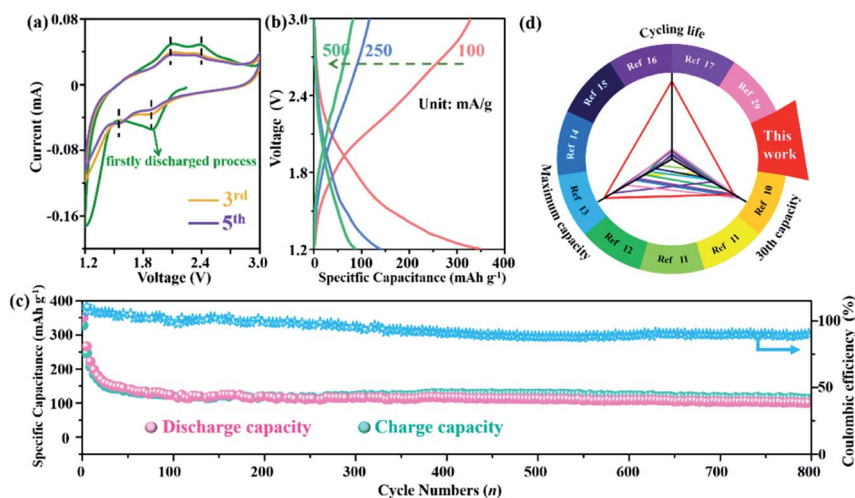 (a)
0.08
0
-0.08
-0.16
Current (mA)
firstly discharged process
3rd
5th
1.2
1.8
2.4
3.0
Voltage (V)
(b)
3.0
2.4
1.8
1.2
Voltage (V)
500
250
100
Unit: mA/g
0
100
200
300
400
Specitfic Capacitance (mAh g-1)
(d)
Cycling life
Ref 16
Ref 17
Ref 15
Ref 29
Ref 14
This
work
Ref 13
Ref 10
Ref 12
Ref 11
Ref 11
Maximum capacity
30th capacity
(c)
400
300
200
100
0
Specific Capacitance (mAh g-1)
100
50
0
Coulombic efficiency (%)
Discharge capacity
Charge capacity
0
100
200
300
400
500
600
700
800
Cycle Numbers (n)